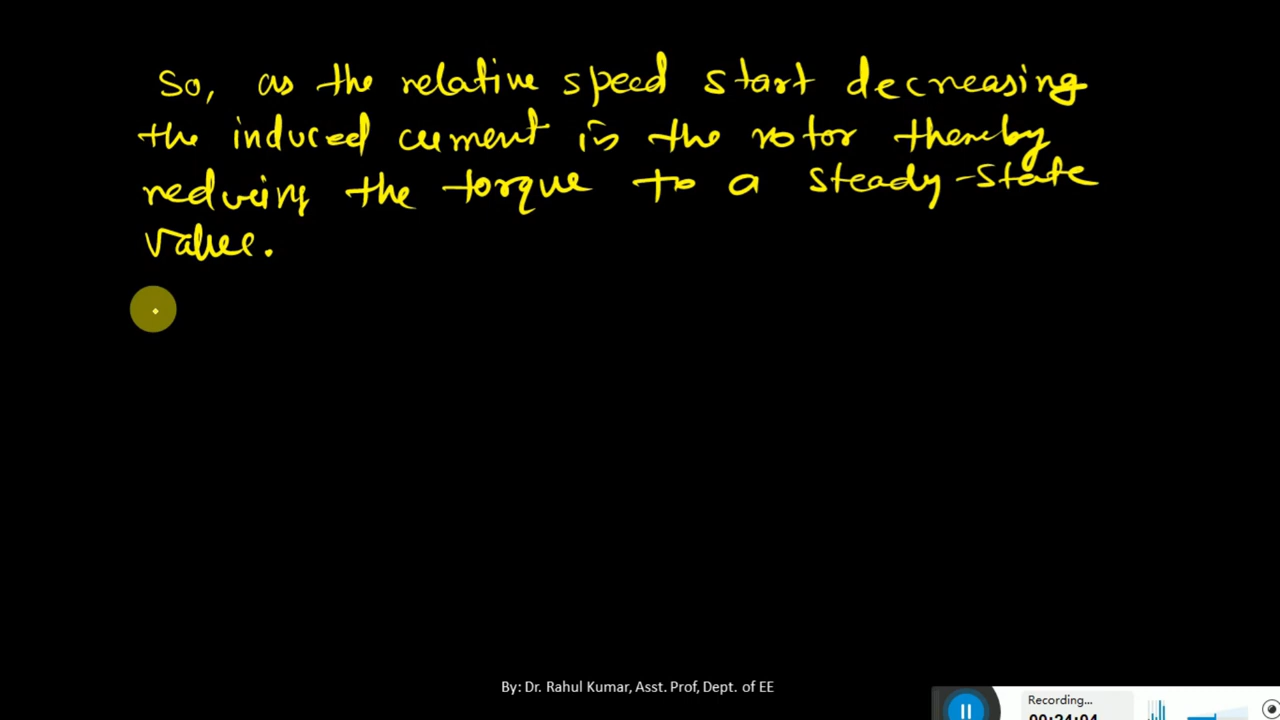 So, as the relative speed start decreasing
the induced current in the rotor thereby
reducing the torque to a steady-state
value.
By: Dr. Rahul Kumar, Asst. Prof, Dept. of EE
Recording...